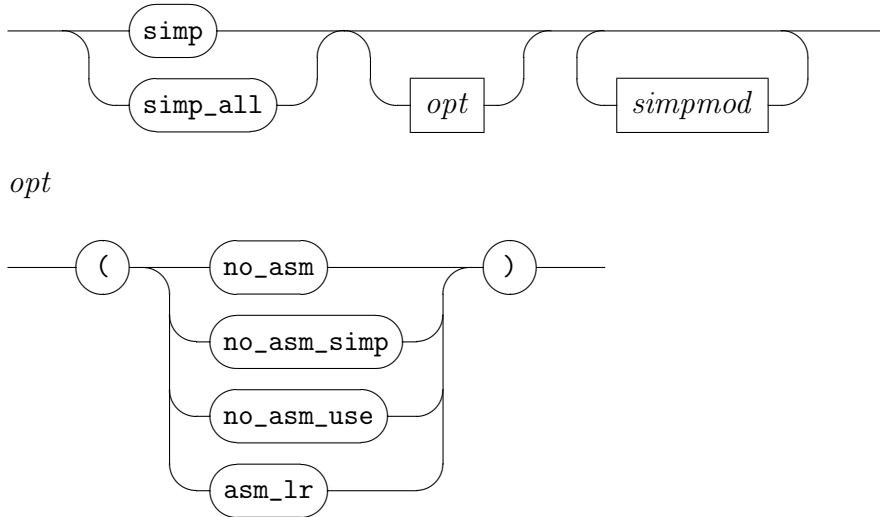 simp
simp_all
opt
simpmod
opt
( no_asm )
no_asm_simp
no_asm_use
asm_lr